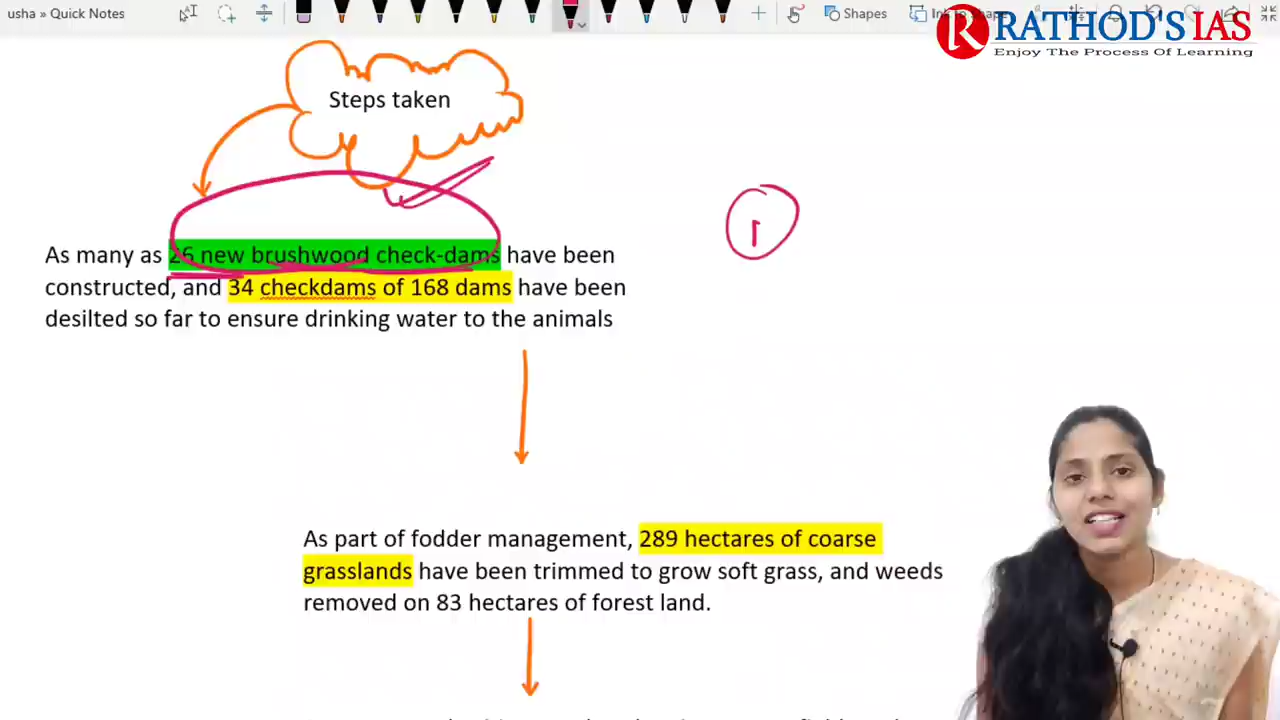 usha » Quick Notes
Shapes
RATHOD'S IAS
Enjoy The Process Of Learning
Steps taken
1
As many as 26 new brushwood check-dams have been
constructed, and 34 checkdams of 168 dams have been
desilted so far to ensure drinking water to the animals
As part of fodder management, 289 hectares of coarse
grasslands have been trimmed to grow soft grass, and weeds
removed on 83 hectares of forest land.